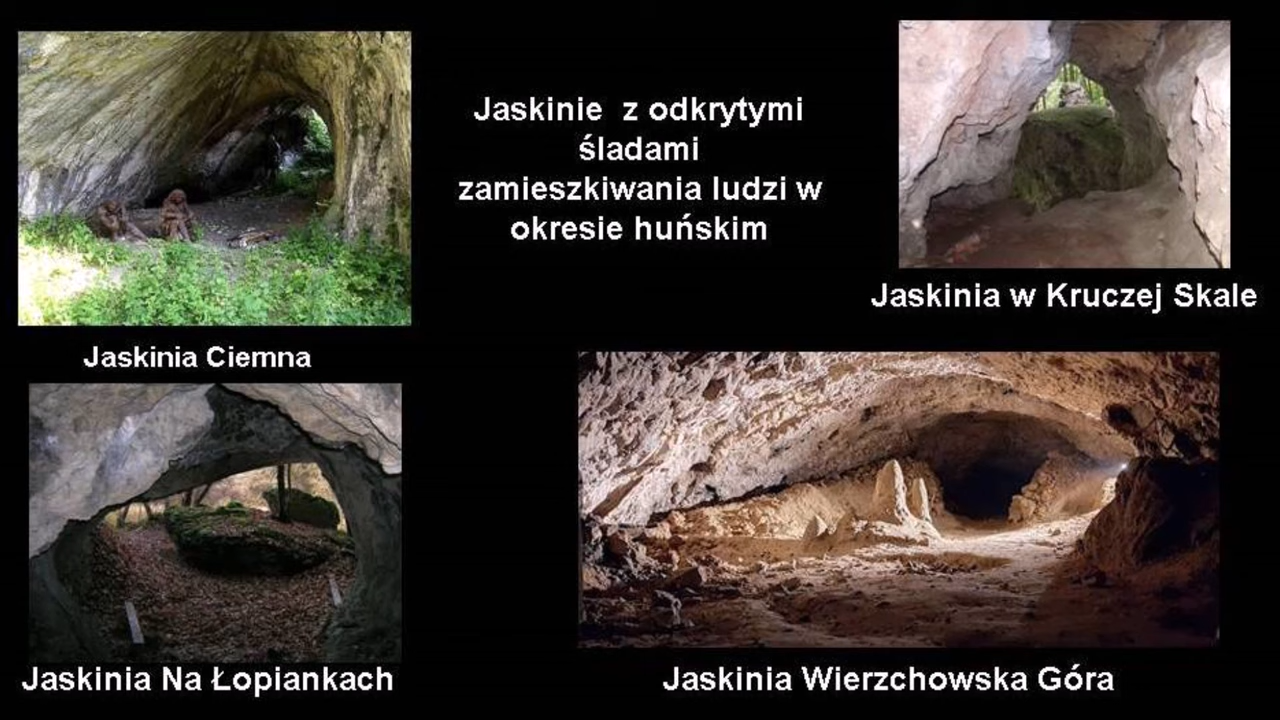 Jaskinie z odkrytymi
śladami
zamieszkiwania ludzi w
okresie huńskim
Jaskinia w Kruczej Skale
Jaskinia Ciemna
Jaskinia Na Łopiankach
Jaskinia Wierzchowska Góra